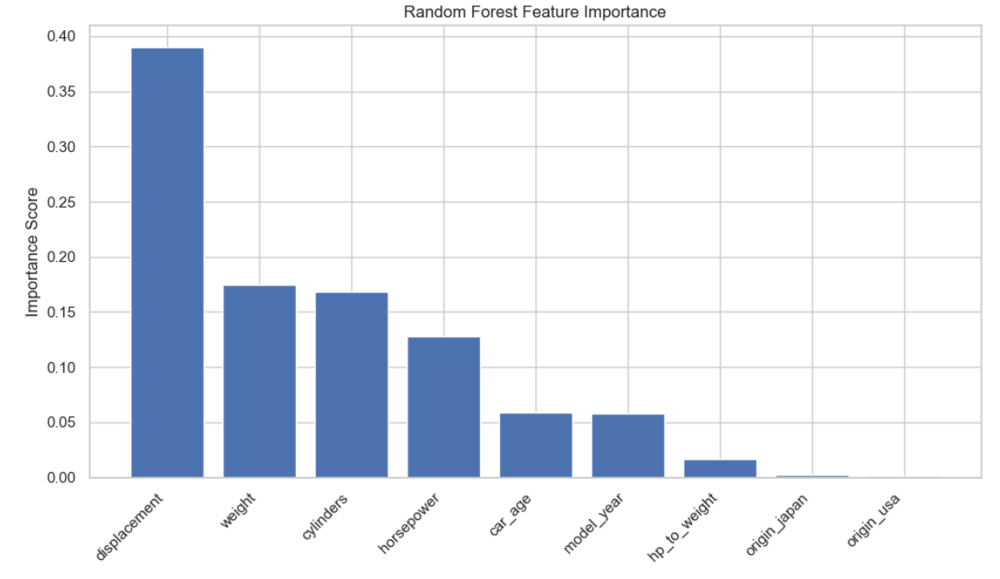 Random Forest Feature Importance
Importance Score
0.40
0.35
0.30
0.25
0.20
0.15
0.10
0.05
0.00
displacement
weight
cylinders
horsepower
car_age
model_year
hp_to_weight
origin_japan
origin_usa